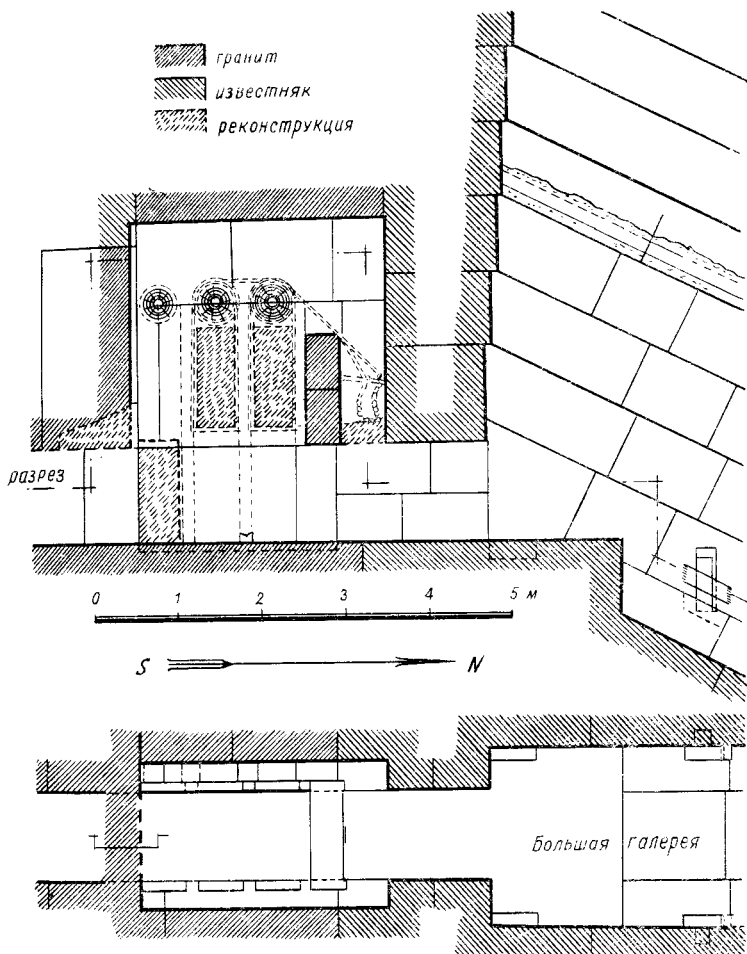 гранит
известняк
реконструкция
разрез
0 1 2 3 4 5 м
S N
Большая галерея